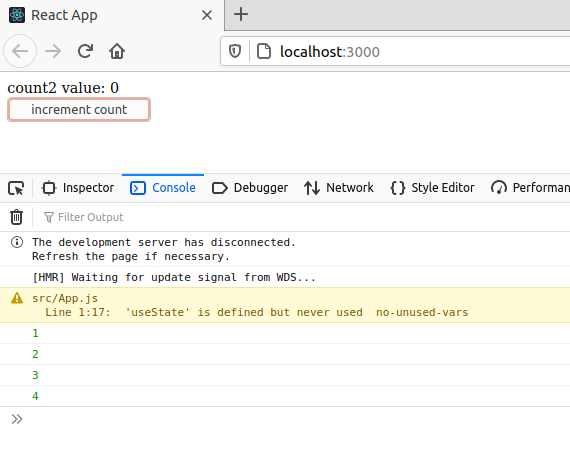 React App
localhost:3000
count2 value: 0
increment count
Inspector Console Debugger Network Style Editor Performan
Filter Output
The development server has disconnected.
Refresh the page if necessary.
[HMR] Waiting for update signal from WDS...
src/App.js
Line 1:17: 'useState' is defined but never used no-unused-vars
1
2
3
4